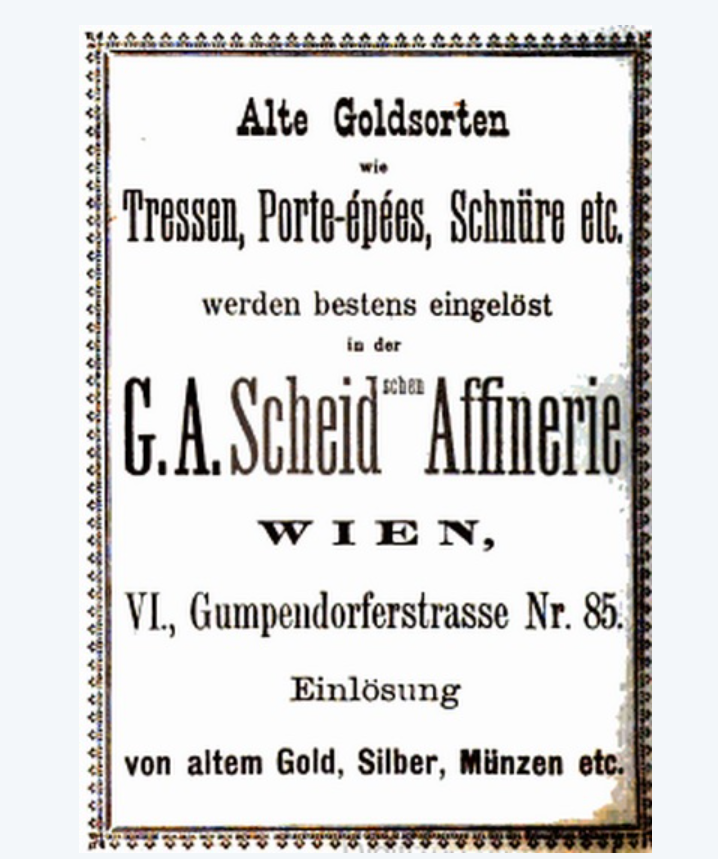 Alte Goldsorten
wie
Tressen, Porte-épées, Schnüre etc.
werden bestens eingelöst
in der
G. A. Scheid schen Affinerie
WIEN,
VI., Gumpendorferstrasse Nr. 85.
Einlösung
von altem Gold, Silber, Münzen etc.